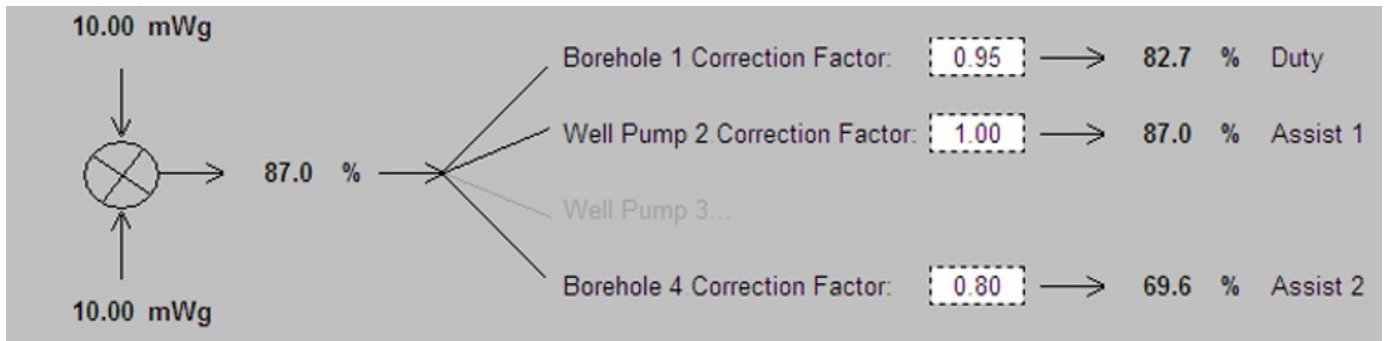 10.00 mWg
Borehole 1 Correction Factor: 0.95 82.7 % Duty
Well Pump 2 Correction Factor: 1.00 87.0 % Assist 1
87.0 %
Well Pump 3...
Borehole 4 Correction Factor: 0.80 69.6 % Assist 2
10.00 mWg